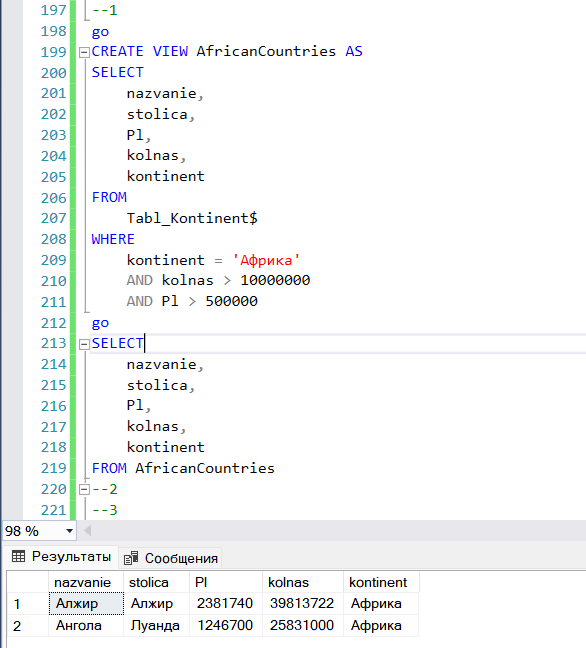 197 --1
198 go
199 CREATE VIEW AfricanCountries AS
200 SELECT
201 nazvanie,
202 stolica,
203 Pl,
204 kolnas,
205 kontinent
206 FROM
207 Tabl_Kontinent$
208 WHERE
209 kontinent = 'Африка'
210 AND kolnas > 10000000
211 AND Pl > 500000
212 go
213 SELECT
214 nazvanie,
215 stolica,
216 Pl,
217 kolnas,
218 kontinent
219 FROM AfricanCountries
220 --2
221 --3
98 %
Результаты Сообщения
nazvanie stolica Pl kolnas kontinent
1 Алжир Алжир 2381740 39813722 Африка
2 Ангола Луанда 1246700 25831000 Африка